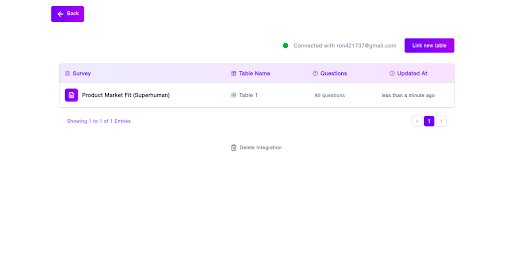 Back
Connected with ron421737@gmail.com
Link new table
Survey Table Name Questions Updated At
Product Market Fit (Superhuman) Table 1 All questions less than a minute ago
Showing 1 to 1 of 1 Entries
1
Delete Integration